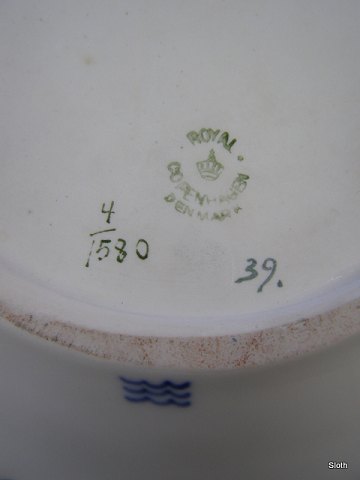 ROYAL
COPENHAGEN
DENMARK
4
1580
39.
Sloth